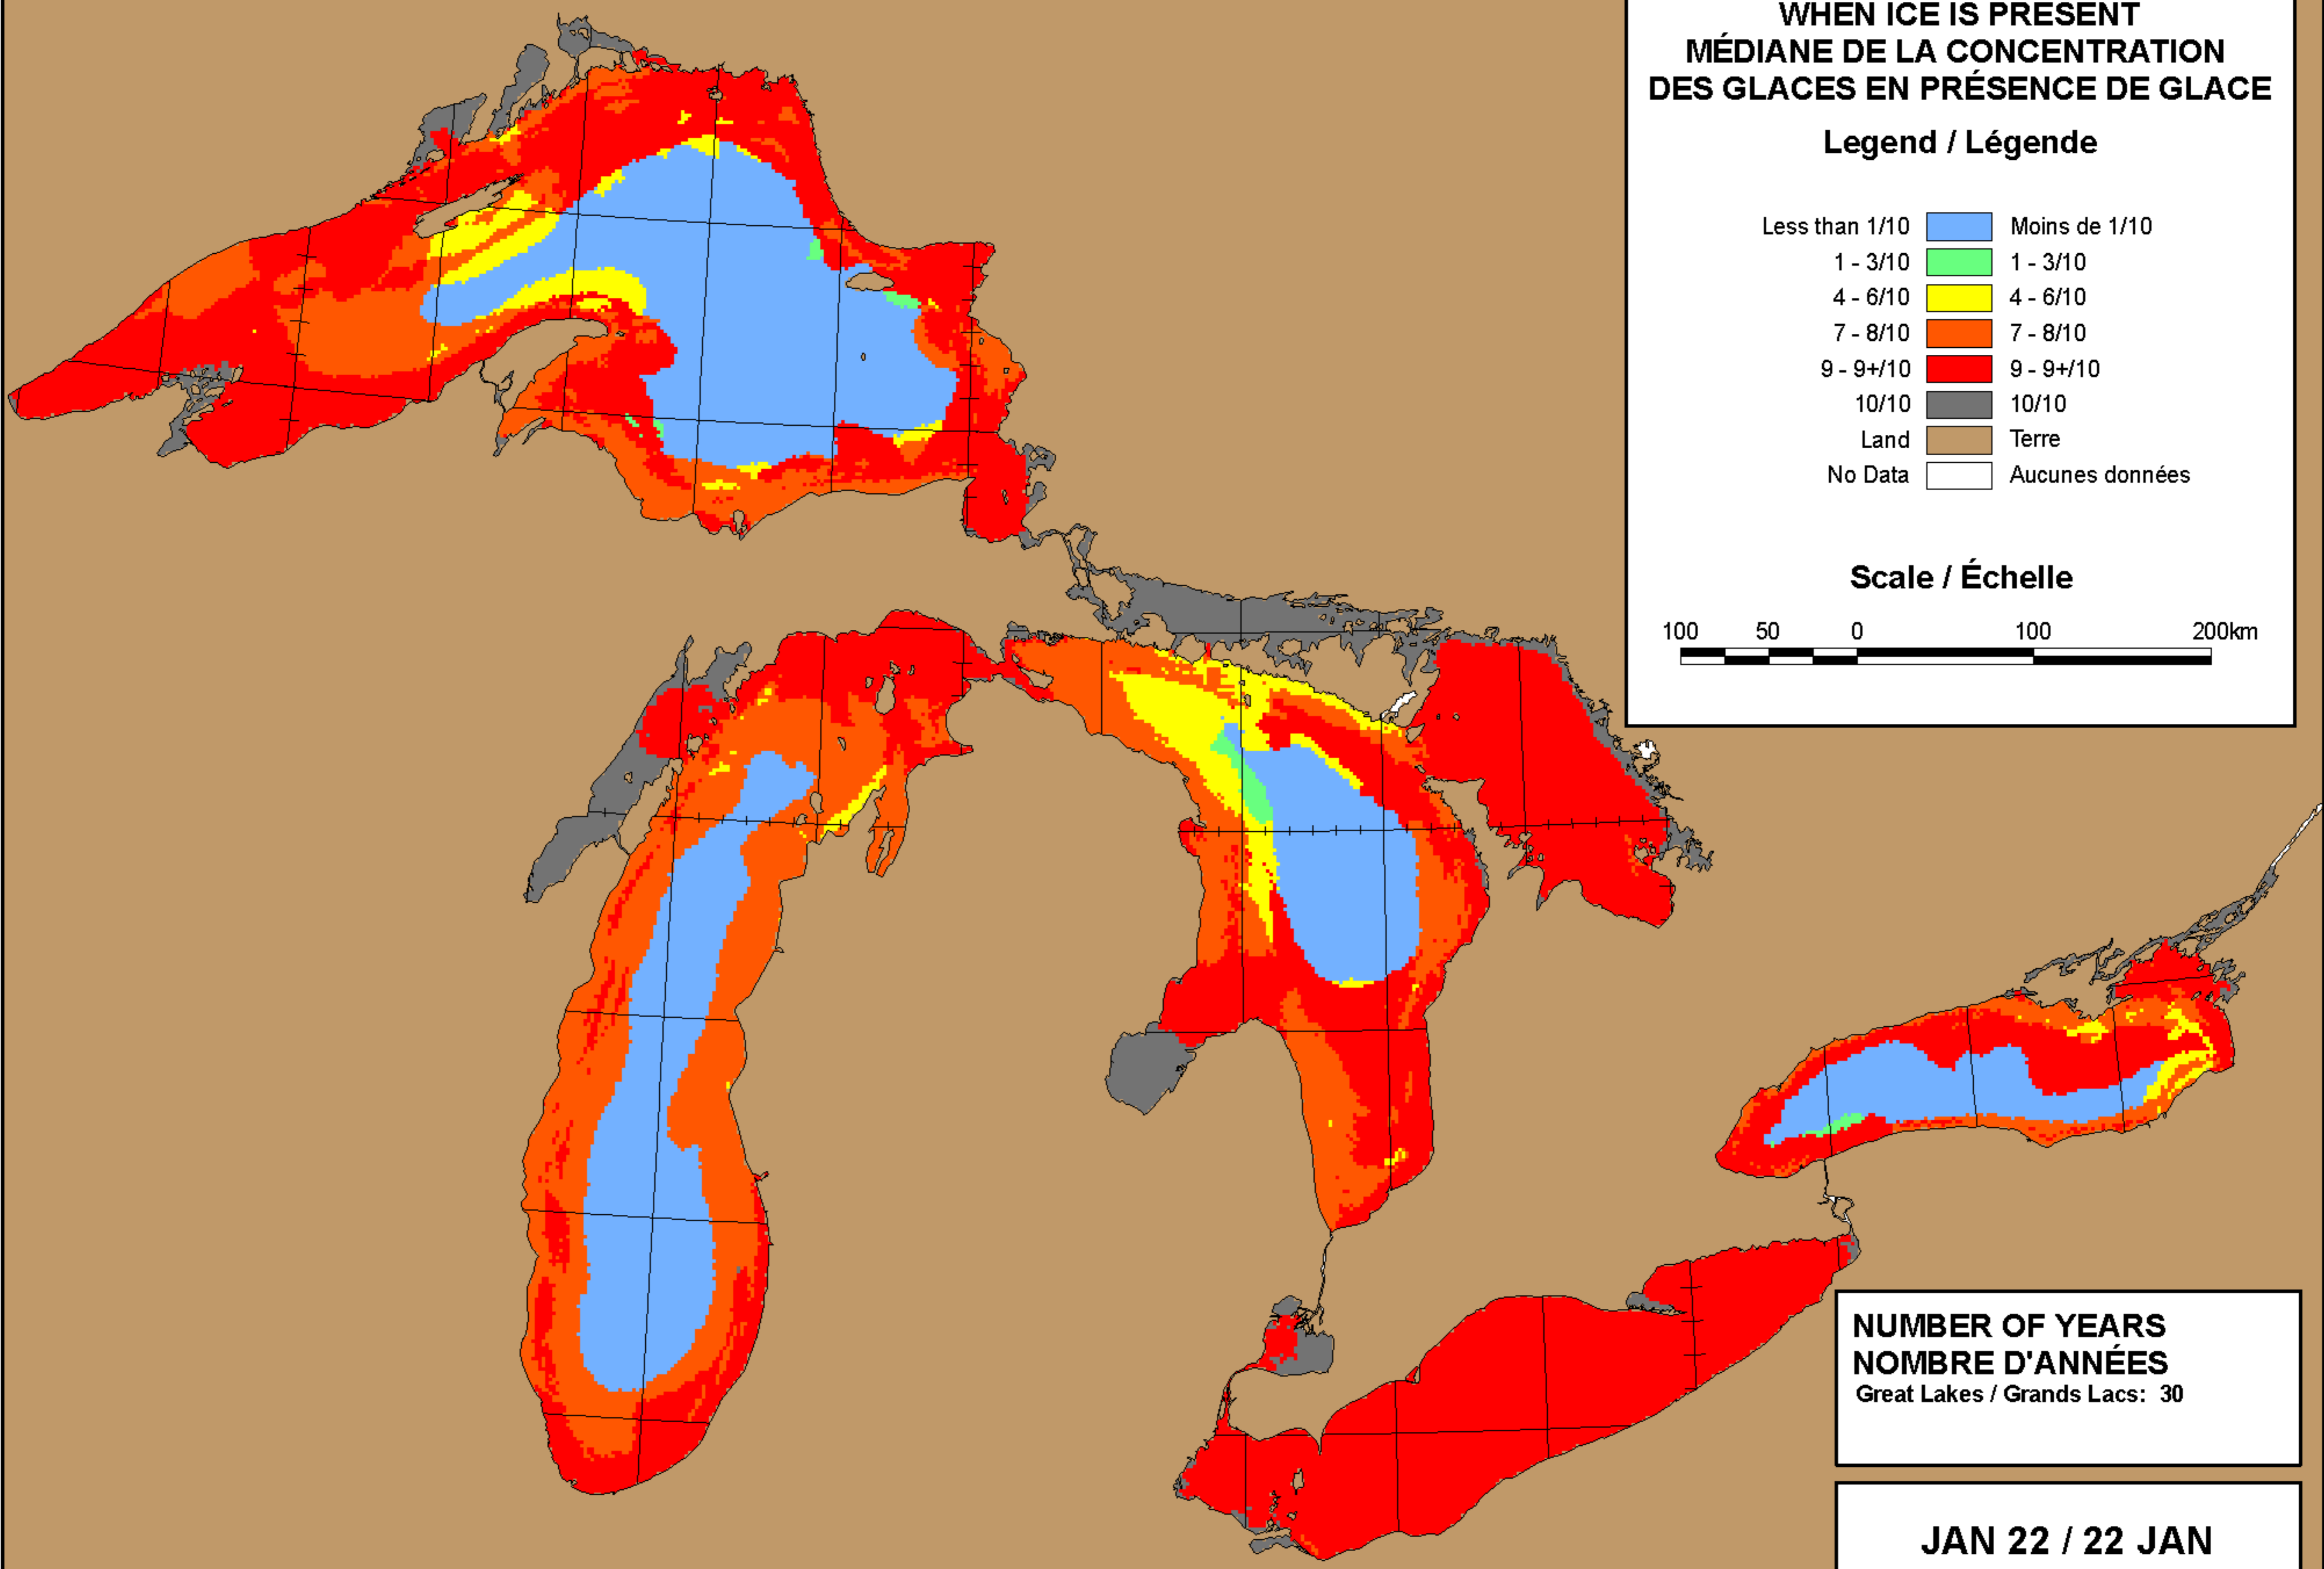 WHEN ICE IS PRESENT
MÉDIANE DE LA CONCENTRATION
DES GLACES EN PRÉSENCE DE GLACE
Legend / Légende
Less than 1/10 Moins de 1/10
1 - 3/10 1 - 3/10
4 - 6/10 4 - 6/10
7 - 8/10 7 - 8/10
9 - 9+/10 9 - 9+/10
10/10 10/10
Land Terre
No Data Aucunes données
Scale / Échelle
100 50 0 100 200km
NUMBER OF YEARS
NOMBRE D'ANNÉES
Great Lakes / Grands Lacs: 30
JAN 22 / 22 JAN